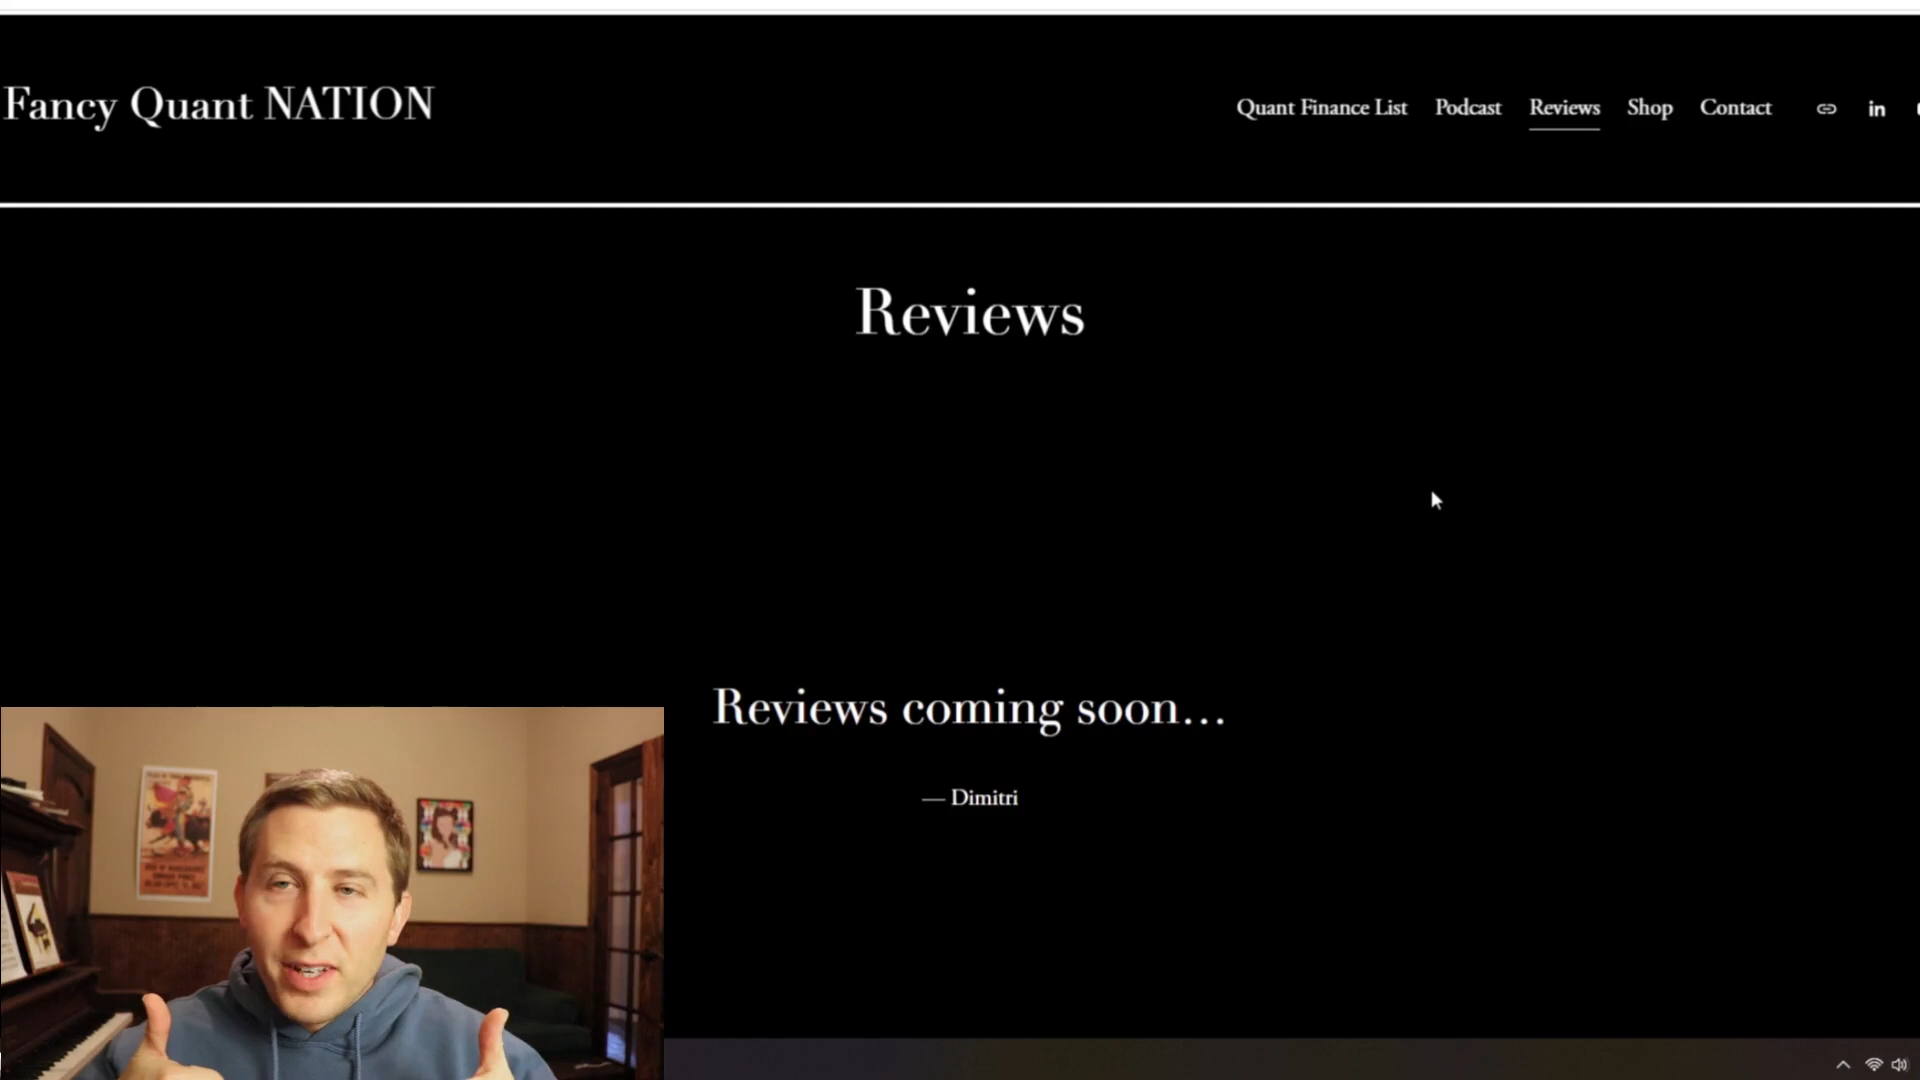 Fancy Quant NATION
Quant Finance List Podcast Reviews Shop Contact in
Reviews
Reviews coming soon...
— Dimitri